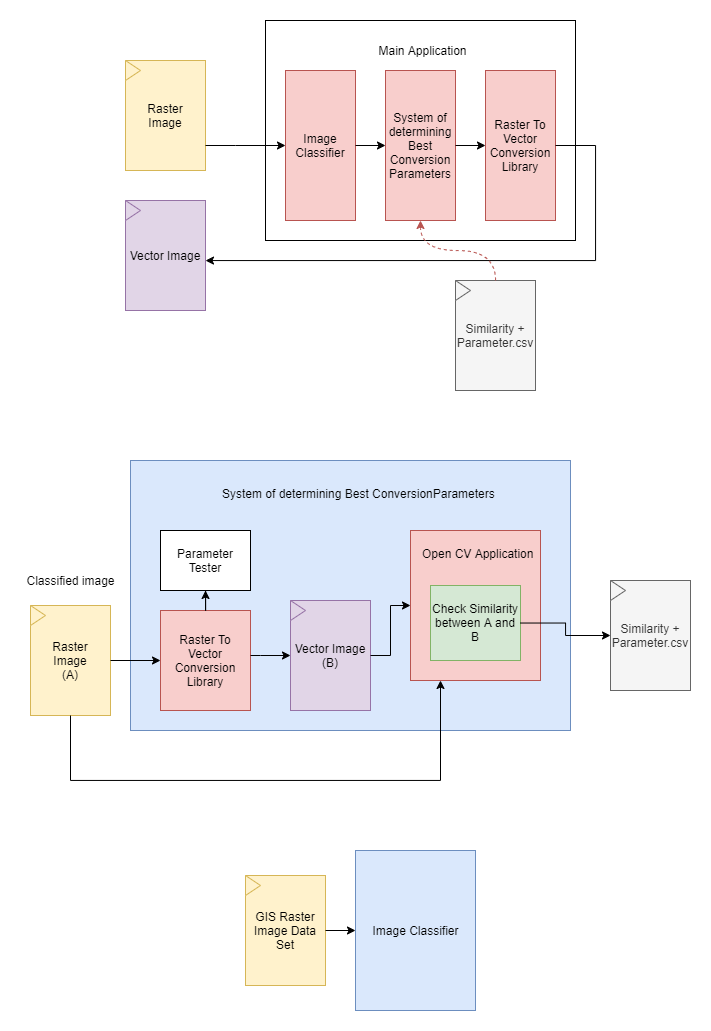 Main Application
Raster
Image
Image
Classifier
System of
determining
Best
Conversion
Parameters
Raster To
Vector
Conversion
Library
Vector Image
Similarity +
Parameter.csv
System of determining Best ConversionParameters
Parameter
Tester
Open CV Application
Classified image
Raster
Image
(A)
Raster To
Vector
Conversion
Library
Vector Image
(B)
Check Similarity
between A and
B
Similarity +
Parameter.csv
GIS Raster
Image Data
Set
Image Classifier